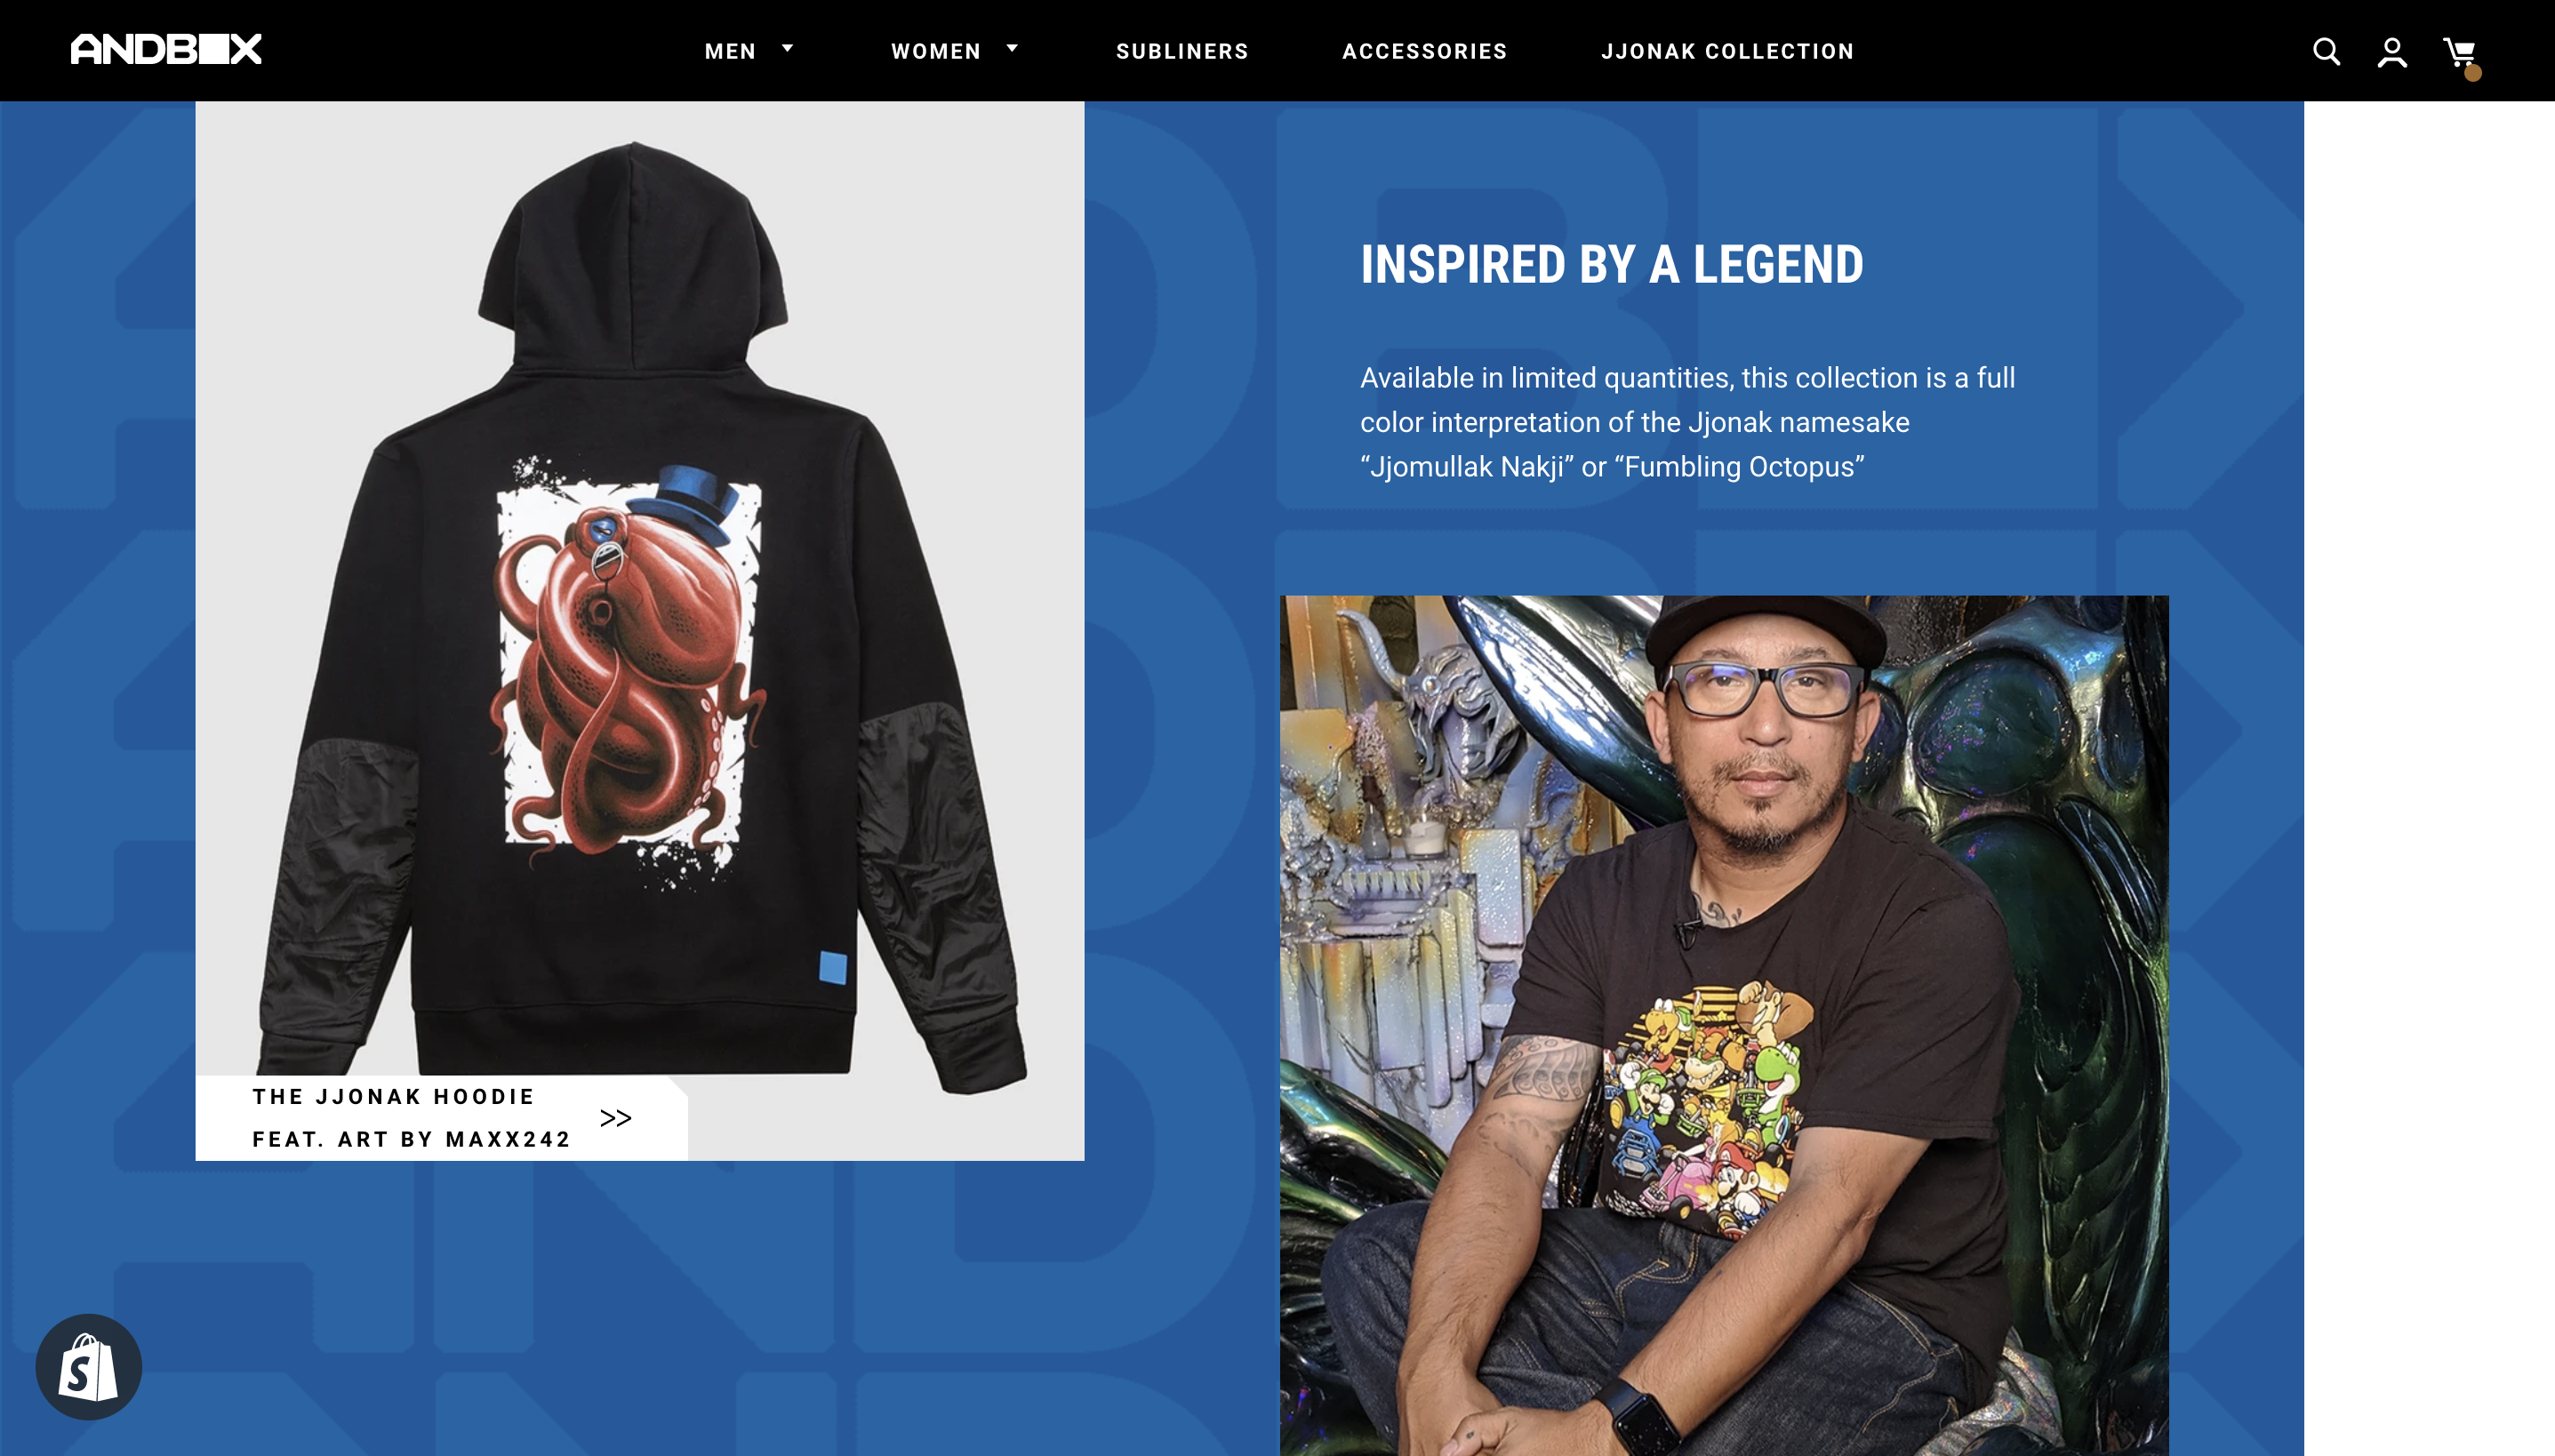 ANDBOX
MEN
WOMEN
SUBLINERS
ACCESSORIES
JJONAK COLLECTION
INSPIRED BY A LEGEND
Available in limited quantities, this collection is a full
color interpretation of the Jjonak namesake
“Jjomullak Nakji” or “Fumbling Octopus”
THE JJONAK HOODIE
FEAT. ART BY MAXX242
>>
S